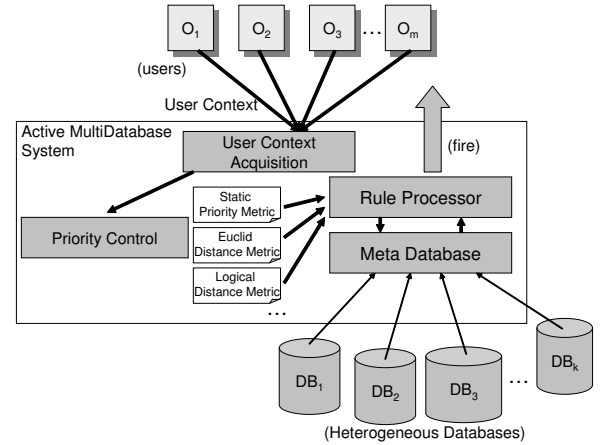 O1 O2 O3 ... Om
(users)
User Context
Active MultiDatabase
System
User Context
Acquisition
(fire)
Static
Priority Metric
Rule Processor
Priority Control
Euclid
Distance Metric
Meta Database
Logical
Distance Metric
...
DB1 DB2 DB3 ... DBk
(Heterogeneous Databases)